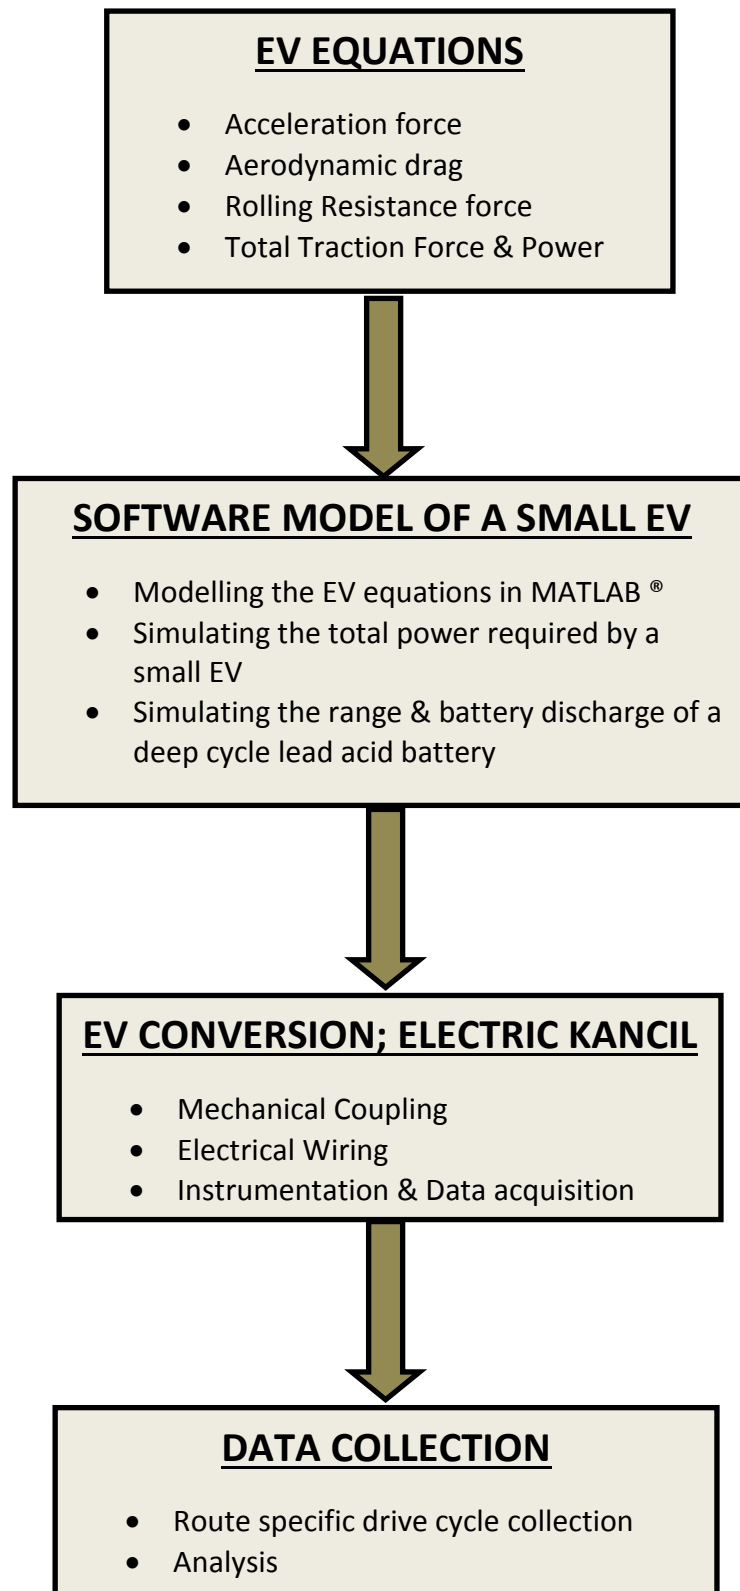 EV EQUATIONS
• Acceleration force
• Aerodynamic drag
• Rolling Resistance force
• Total Traction Force & Power
SOFTWARE MODEL OF A SMALL EV
• Modelling the EV equations in MATLAB ®
• Simulating the total power required by a
small EV
• Simulating the range & battery discharge of a
deep cycle lead acid battery
EV CONVERSION; ELECTRIC KANCIL
• Mechanical Coupling
• Electrical Wiring
• Instrumentation & Data acquisition
DATA COLLECTION
• Route specific drive cycle collection
• Analysis